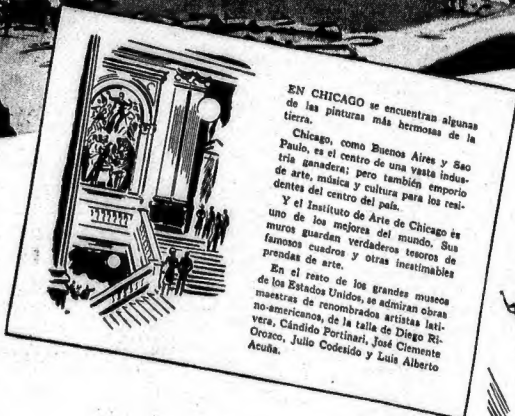 EN CHICAGO se encuentran algunas
de las pinturas más hermosas de la
tierra.
Chicago, como Buenos Aires y Sao
Paulo, es el centro de una vasta indus-
tria ganadera; pero también emporio
de arte, música y cultura para los resi-
dentes del centro del país.
Y el Instituto de Arte de Chicago es
uno de los mejores del mundo. Sus
muros guardan verdaderos tesoros de
famosos cuadros y otras inestimables
prendas de arte.
En el resto de los grandes museos
de los Estados Unidos, se admiran obras
maestras de renombrados artistas lati-
no-americanos, de la talla de Diego Ri-
vera, Cándido Portinari, José Clemente
Orozco, Julio Codesido y Luis Alberto
Acuña.